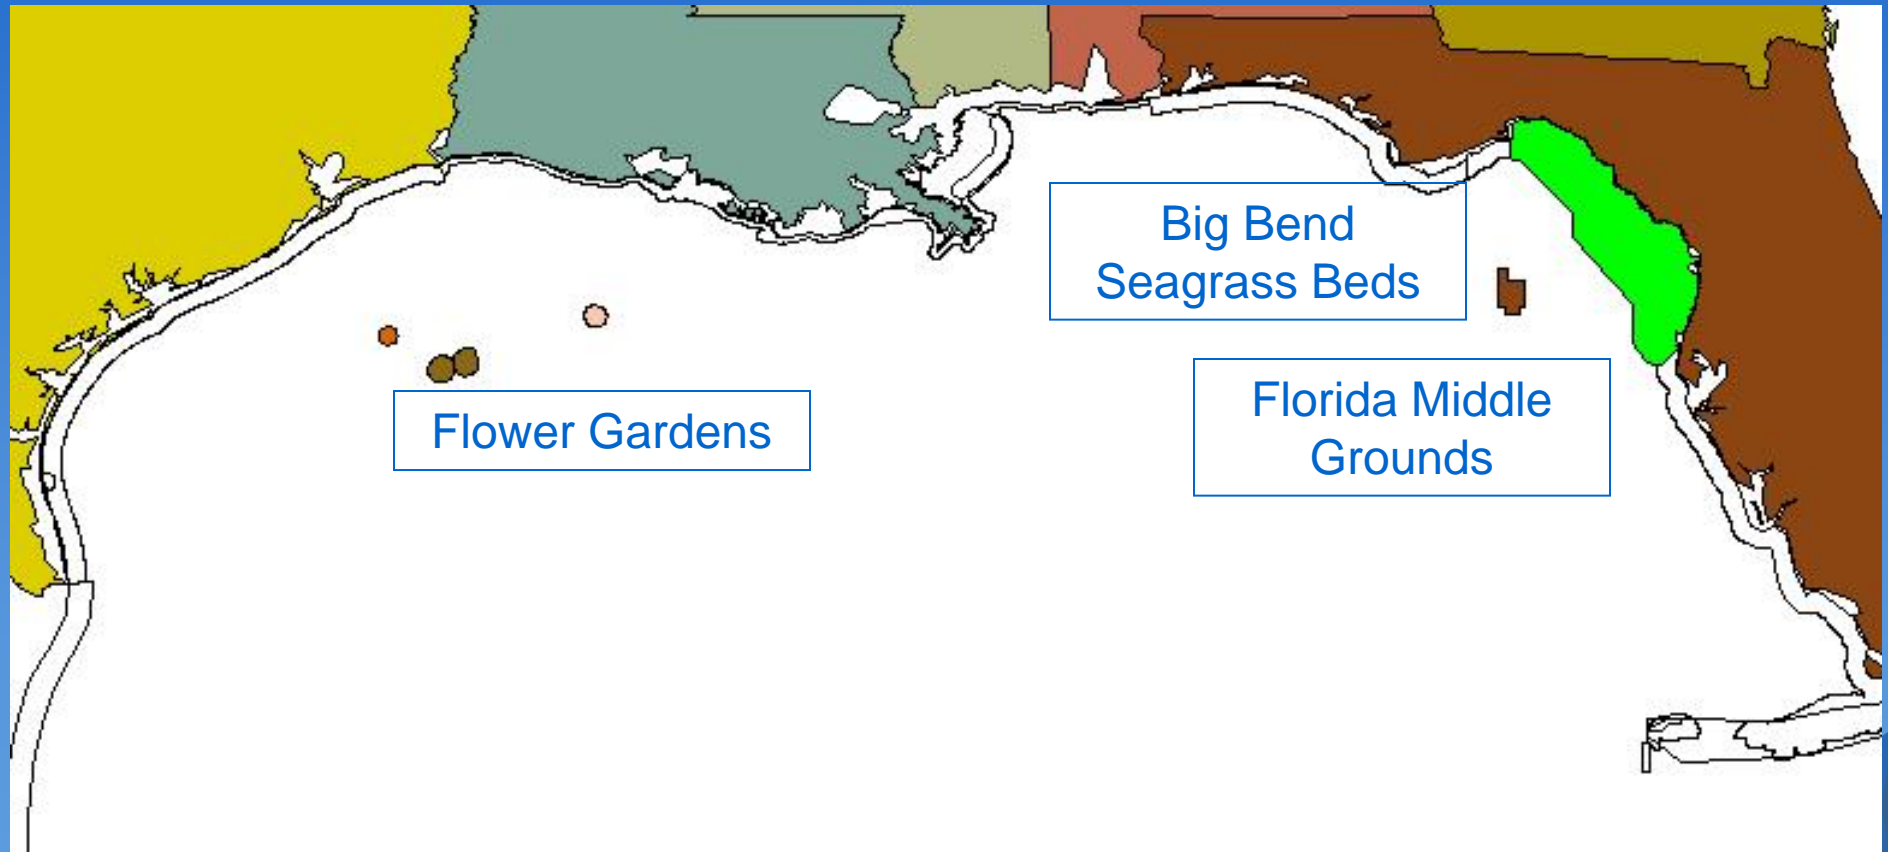 Big Bend
Seagrass Beds
Florida Middle
Grounds
Flower Gardens